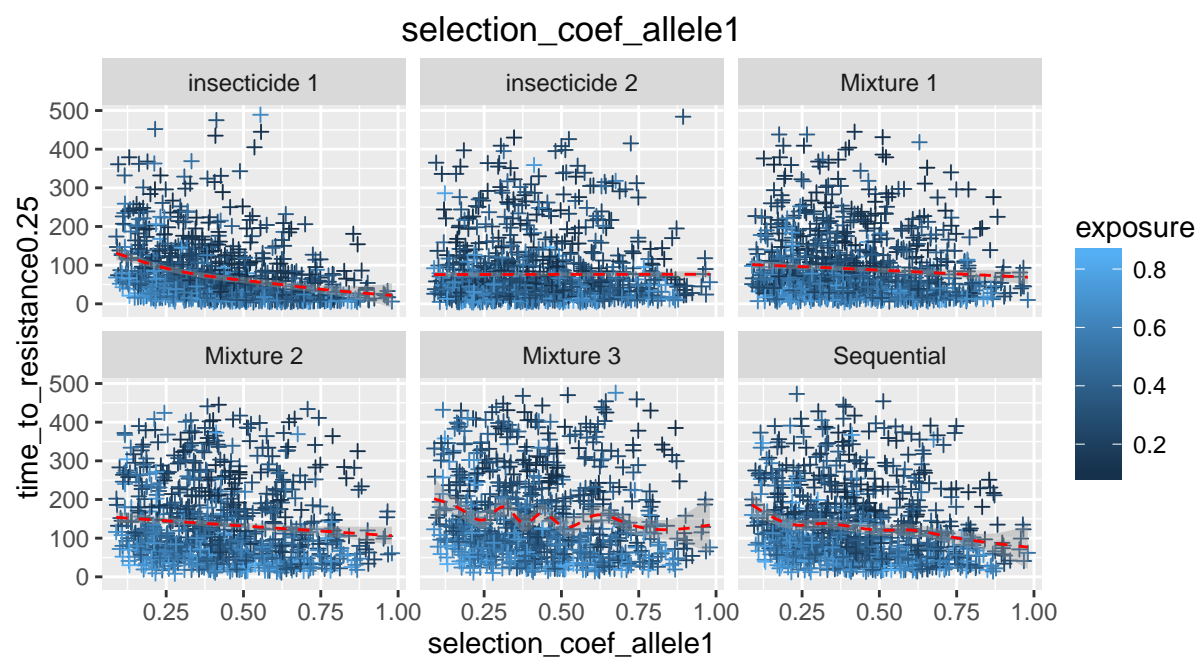 selection_coef_allele1
insecticide 1
insecticide 2
Mixture 1
500
400
300
200
100
0
Mixture 2
Mixture 3
Sequential
500
400
300
200
100
0
0.25
0.50
0.75
1.00
0.25
0.50
0.75
1.00
0.25
0.50
0.75
1.00
selection_coef_allele1
time_to_resistance0.25
exposure
0.8
0.6
0.4
0.2